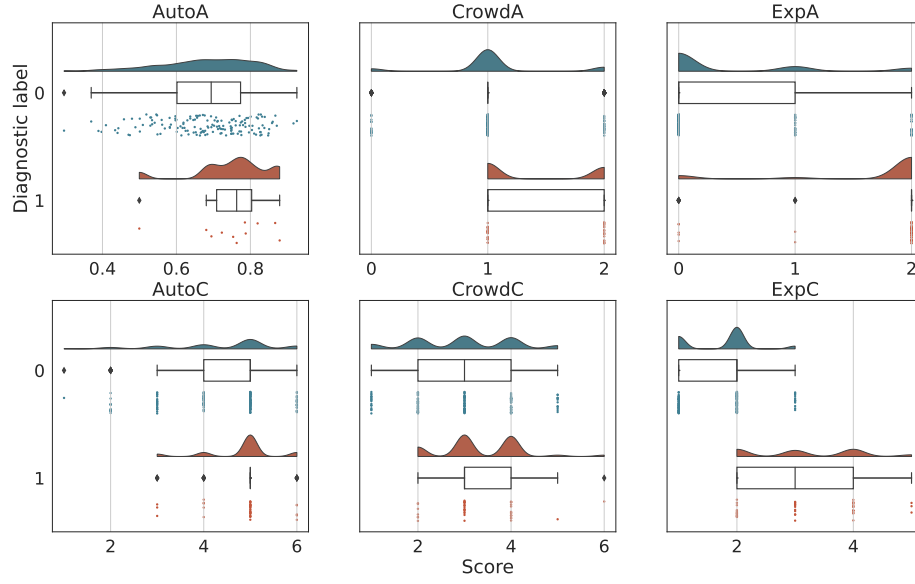 AutoA CrowdA ExpA
Diagnostic label
0
1
0.4 0.6 0.8 0 1 2 0 1 2
AutoC CrowdC ExpC
0
1
2 4 6 2 4 6 2 4
Score